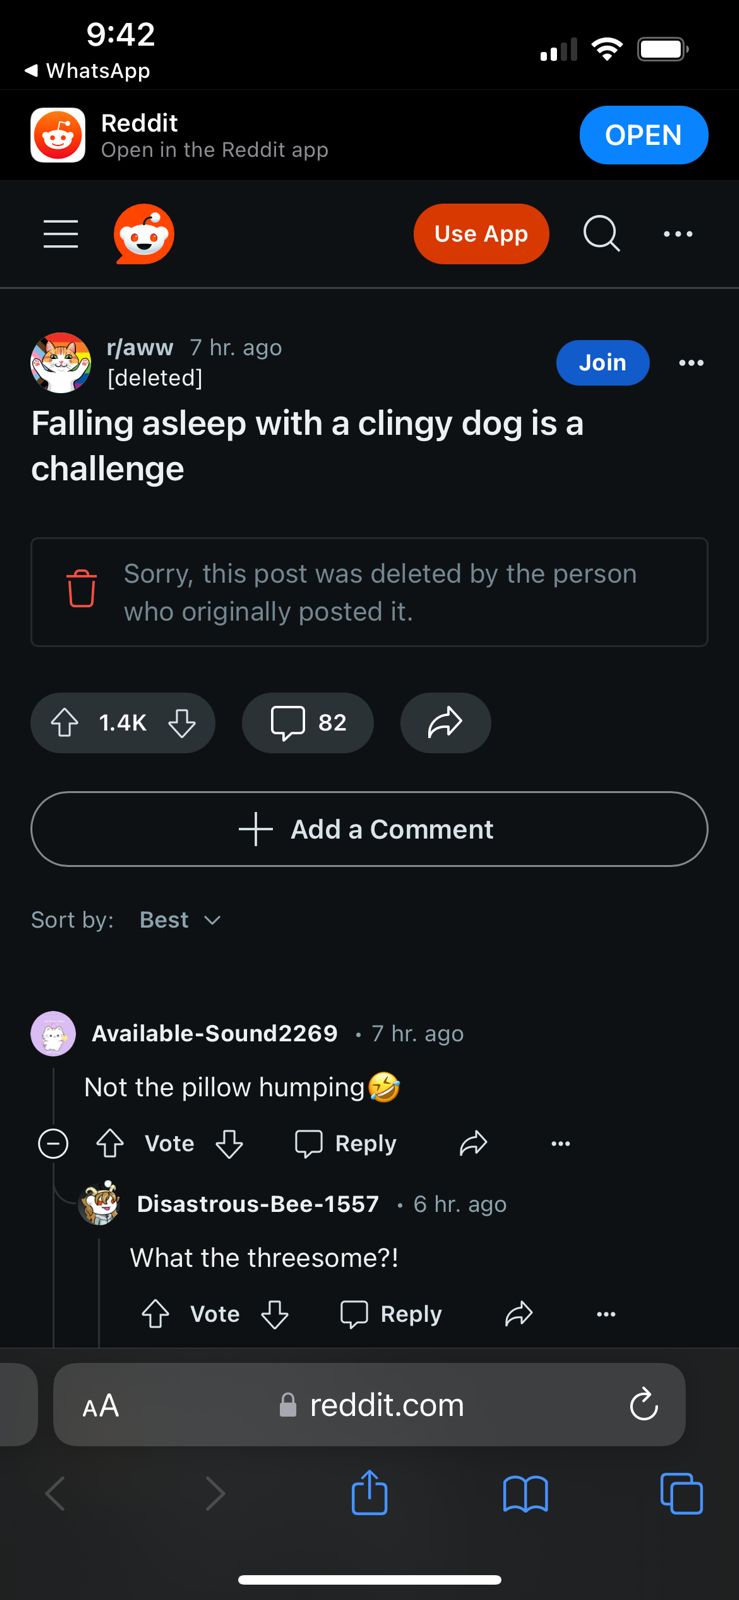 9:42
WhatsApp
Reddit
Open in the Reddit app
OPEN
Use App
r/aww 7 hr. ago
[deleted]
Join
Falling asleep with a clingy dog is a
challenge
Sorry, this post was deleted by the person
who originally posted it.
1.4K
82
Add a Comment
Sort by: Best
Available-Sound2269 • 7 hr. ago
Not the pillow humping🤣
Vote
Reply
Disastrous-Bee-1557 • 6 hr. ago
What the threesome?!
Vote
Reply
AA
reddit.com